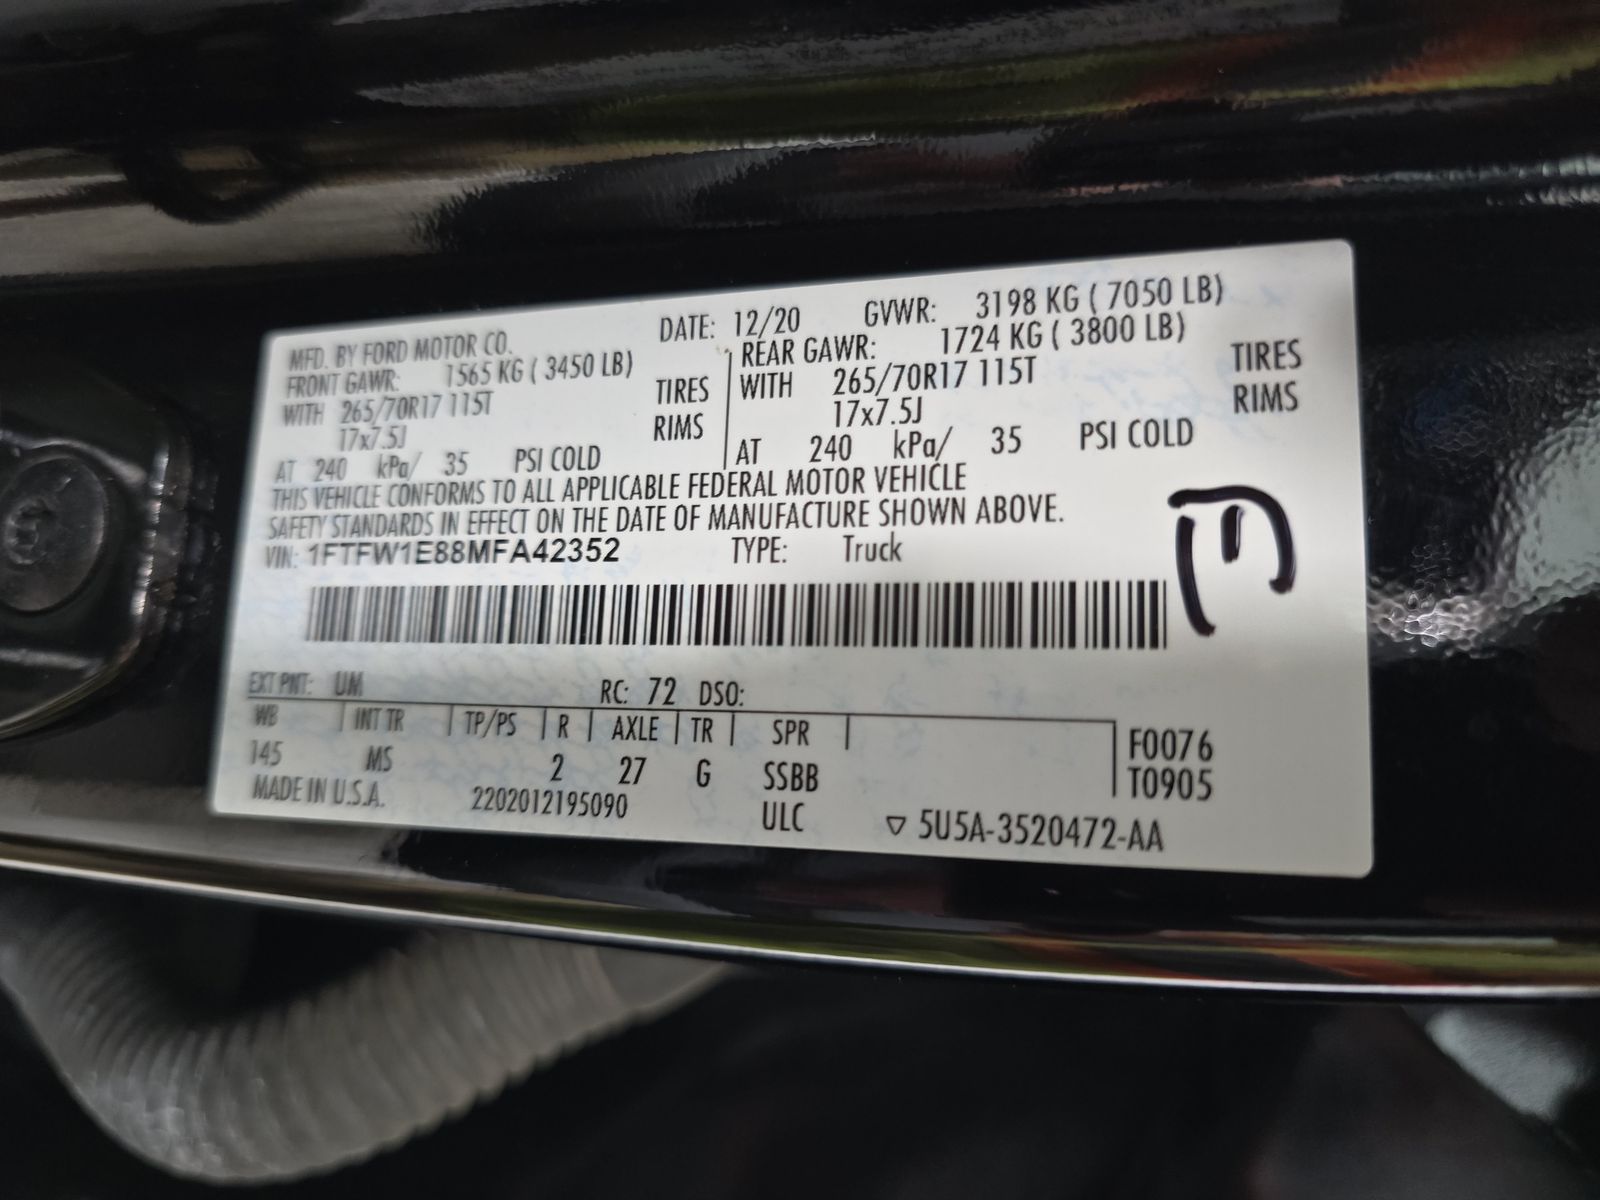 MFD. BY FORD MOTOR CO. DATE: 12/20 GVWR: 3198 KG ( 7050 LB)
FRONT GAWR: 1565 KG ( 3450 LB) REAR GAWR: 1724 KG ( 3800 LB)
WITH 265/70R17 115T TIRES WITH 265/70R17 115T TIRES
17x7.5J RIMS 17x7.5J RIMS
AT 240 kPa/ 35 PSI COLD AT 240 kPa/ 35 PSI COLD
THIS VEHICLE CONFORMS TO ALL APPLICABLE FEDERAL MOTOR VEHICLE
SAFETY STANDARDS IN EFFECT ON THE DATE OF MANUFACTURE SHOWN ABOVE.
VIN: 1FTFW1E88MFA42352 TYPE: Truck
EXT PNT: UM RC: 72 DSO:
WB INT TR TP/PS R AXLE TR SPR
145 MS 2 27 G SSBB
F0076
T0905
MADE IN U.S.A. 2202012195090 ULC ▽ 5U5A-3520472-AA